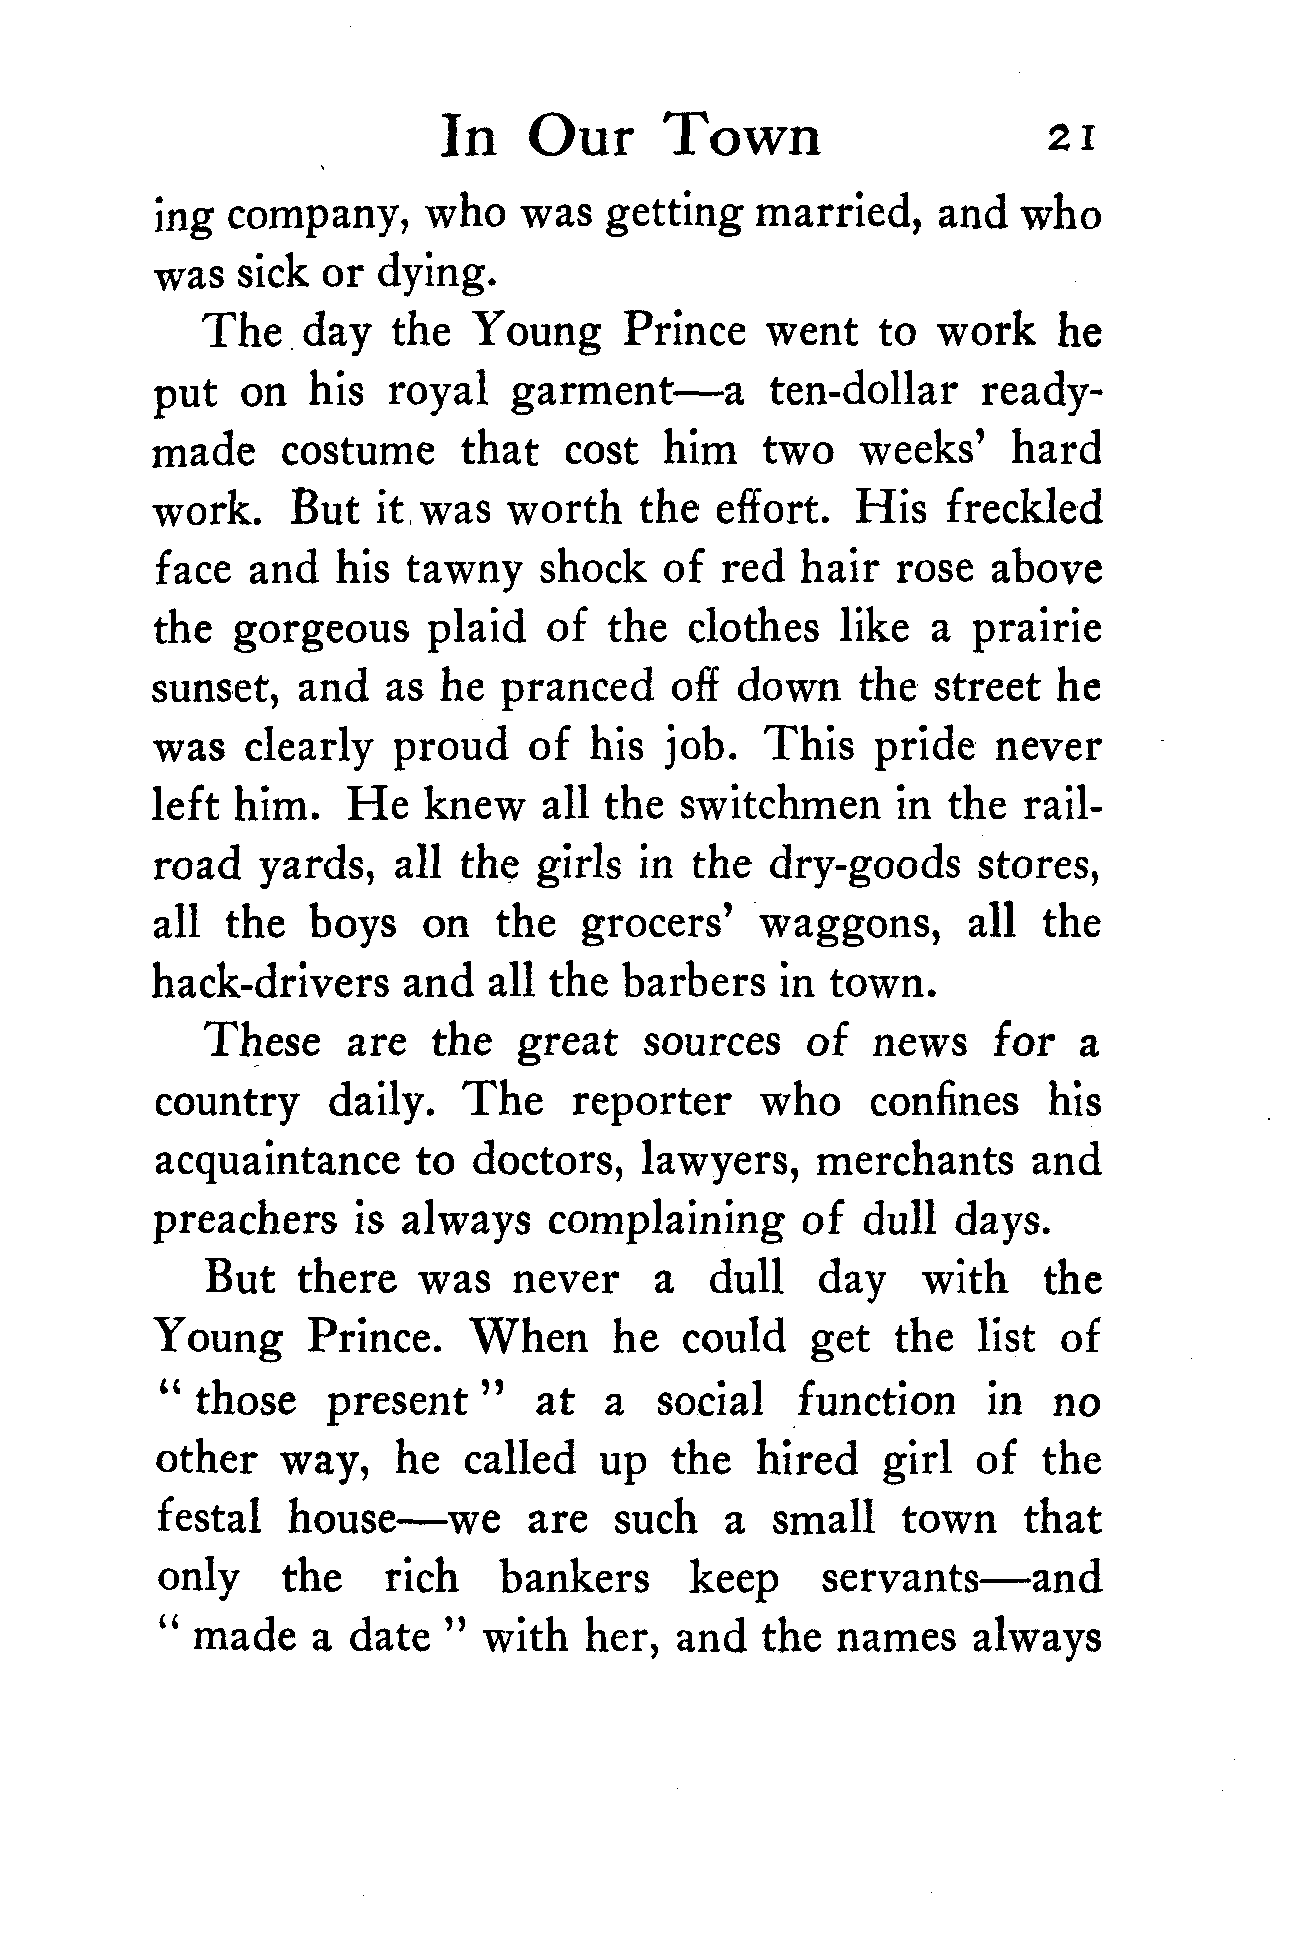 In Our Town 21
ing company, who was getting married, and who
was sick or dying.
The day the Young Prince went to work he
put on his royal garment—a ten-dollar ready-
made costume that cost him two weeks' hard
work. But it was worth the effort. His freckled
face and his tawny shock of red hair rose above
the gorgeous plaid of the clothes like a prairie
sunset, and as he pranced off down the street he
was clearly proud of his job. This pride never
left him. He knew all the switchmen in the rail-
road yards, all the girls in the dry-goods stores,
all the boys on the grocers' waggons, all the
hack-drivers and all the barbers in town.
These are the great sources of news for a
country daily. The reporter who confines his
acquaintance to doctors, lawyers, merchants and
preachers is always complaining of dull days.
But there was never a dull day with the
Young Prince. When he could get the list of
“ those present ” at a social function in no
other way, he called up the hired girl of the
festal house—we are such a small town that
only the rich bankers keep servants—and
“ made a date ” with her, and the names always